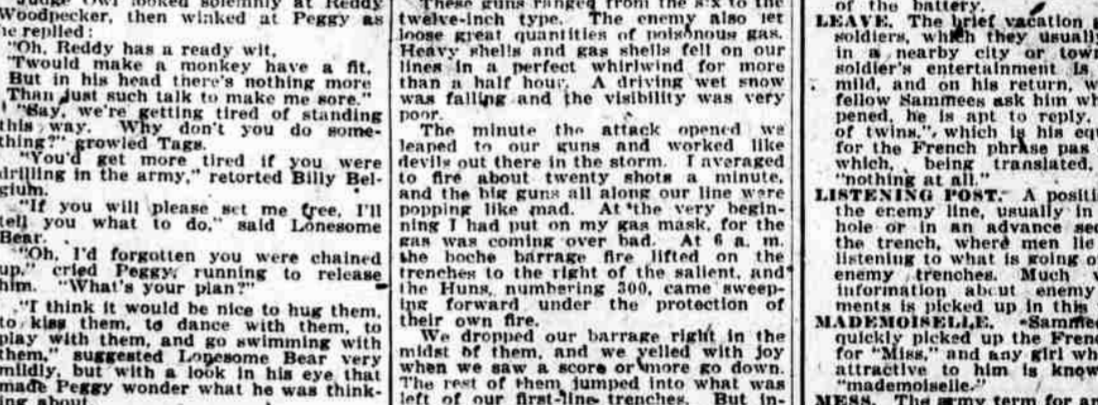 Judge Owl looked solemnly at Reddy
Woodpecker, then winked at Peggy as
he replied:
"Oh, Reddy has a ready wit,
'Twould make a monkey have a fit,
But in his head there's nothing more
Than just such talk to make me sore."
"Say, we're getting tired of standing
this way. Why don't you do some-
thing?" growled Tags.
"You'd get more tired if you were
drilling in the army," retorted Billy Bel-
gium.
"If you will please set me free, I'll
tell you what to do," said Lonesome
Bear.
"Oh, I'd forgotten you were chained
up," cried Peggy, running to release
him. "What's your plan?"
"I think it would be nice to hug them,
to kiss them, to dance with them, to
play with them, and go swimming with
them," suggested Lonesome Bear very
mildly, but with a look in his eye that
made Peggy wonder what he was think-
ing about.
These guns ranged from the six to the
twelve-inch type. The enemy also let
loose great quantities of poisonous gas.
Heavy shells and gas shells fell on our
lines in a perfect whirlwind for more
than a half hour. A driving wet snow
was falling and the visibility was very
poor.
The minute the attack opened we
leaped to our guns and worked like
devils out there in the storm. I averaged
to fire about twenty shots a minute,
and the big guns all along our line were
popping like mad. At the very begin-
ning I had put on my gas mask, for the
gas was coming over bad. At 6 a. m.
the boche barrage fire lifted on the
trenches to the right of the salient, and
the Huns, numbering 300, came sweep-
ing forward under the protection of
their own fire.
We dropped our barrage right in the
midst of them, and we yelled with joy
when we saw a score or more go down.
The rest of them jumped into what was
left of our first-line trenches. But in-
of the battery.
LEAVE. The brief vacation
soldiers, which they usually
in a nearby city or town
soldier's entertainment is
mild, and on his return, w
fellow Sammees ask him wh
pened, he is apt to reply,
of twins," which is his equ
for the French phrase pas
which, being translated,
"nothing at all."
LISTENING POST. A positi
the enemy line, usually in
hole or in an advance sec
the trench, where men lie
listening to what is going o
enemy trenches. Much
information about enemy
ments is picked up in this
MADEMOISELLE. Sammee
quickly picked up the Fren
for "Miss," and any girl wh
attractive to him is know
"mademoiselle."
MESS. The army term for an